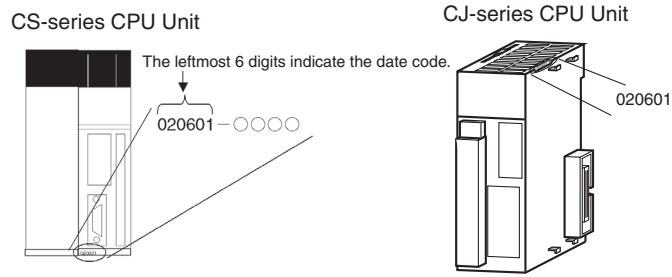 CS-series CPU Unit
CJ-series CPU Unit
The leftmost 6 digits indicate the date code.
020601－○○○○
020601
020601